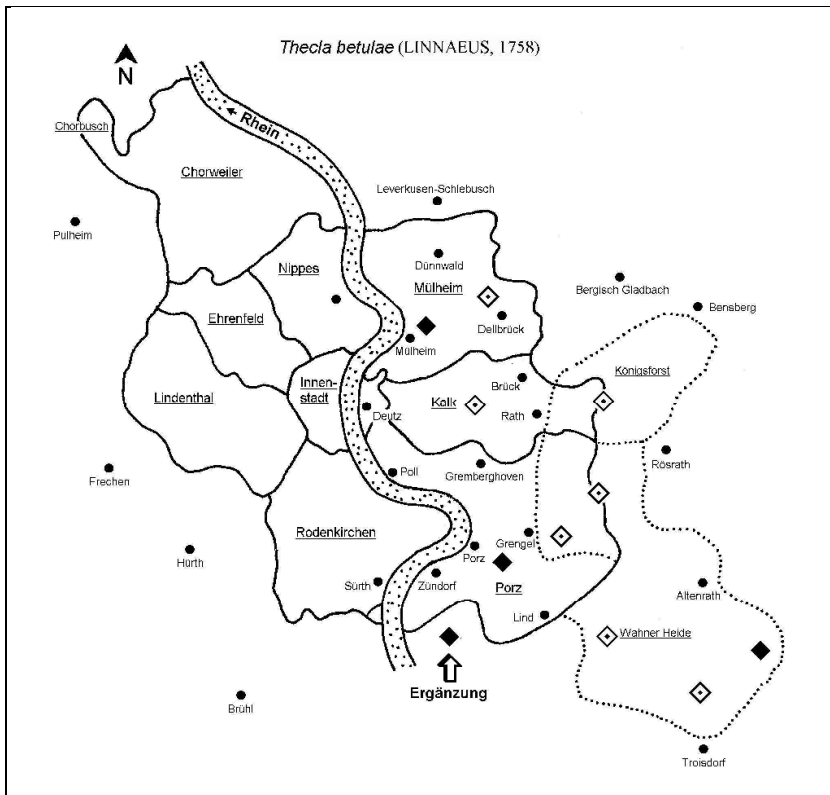 Thecla betulae (LINNAEUS, 1758)
N
Chorbusch
Rhein
Chorweiler
Leverkusen-Schlebusch
Pulheim
Dünnwald
Nippes
Mülheim
Bergisch Gladbach
Bensberg
Ehrenfeld
Dellbrück
Mülheim
Königsforst
Innen-
stadt
Brück
Lindenthal
Kalk
Deutz
Rath
Rösrath
Frechen
Poll
Gremberghoven
Rodenkirchen
Grengel
Hürth
Porz
Sürth
Zündorf
Porz
Altenrath
Lind
Wahner Heide
Ergänzung
Brühl
Troisdorf